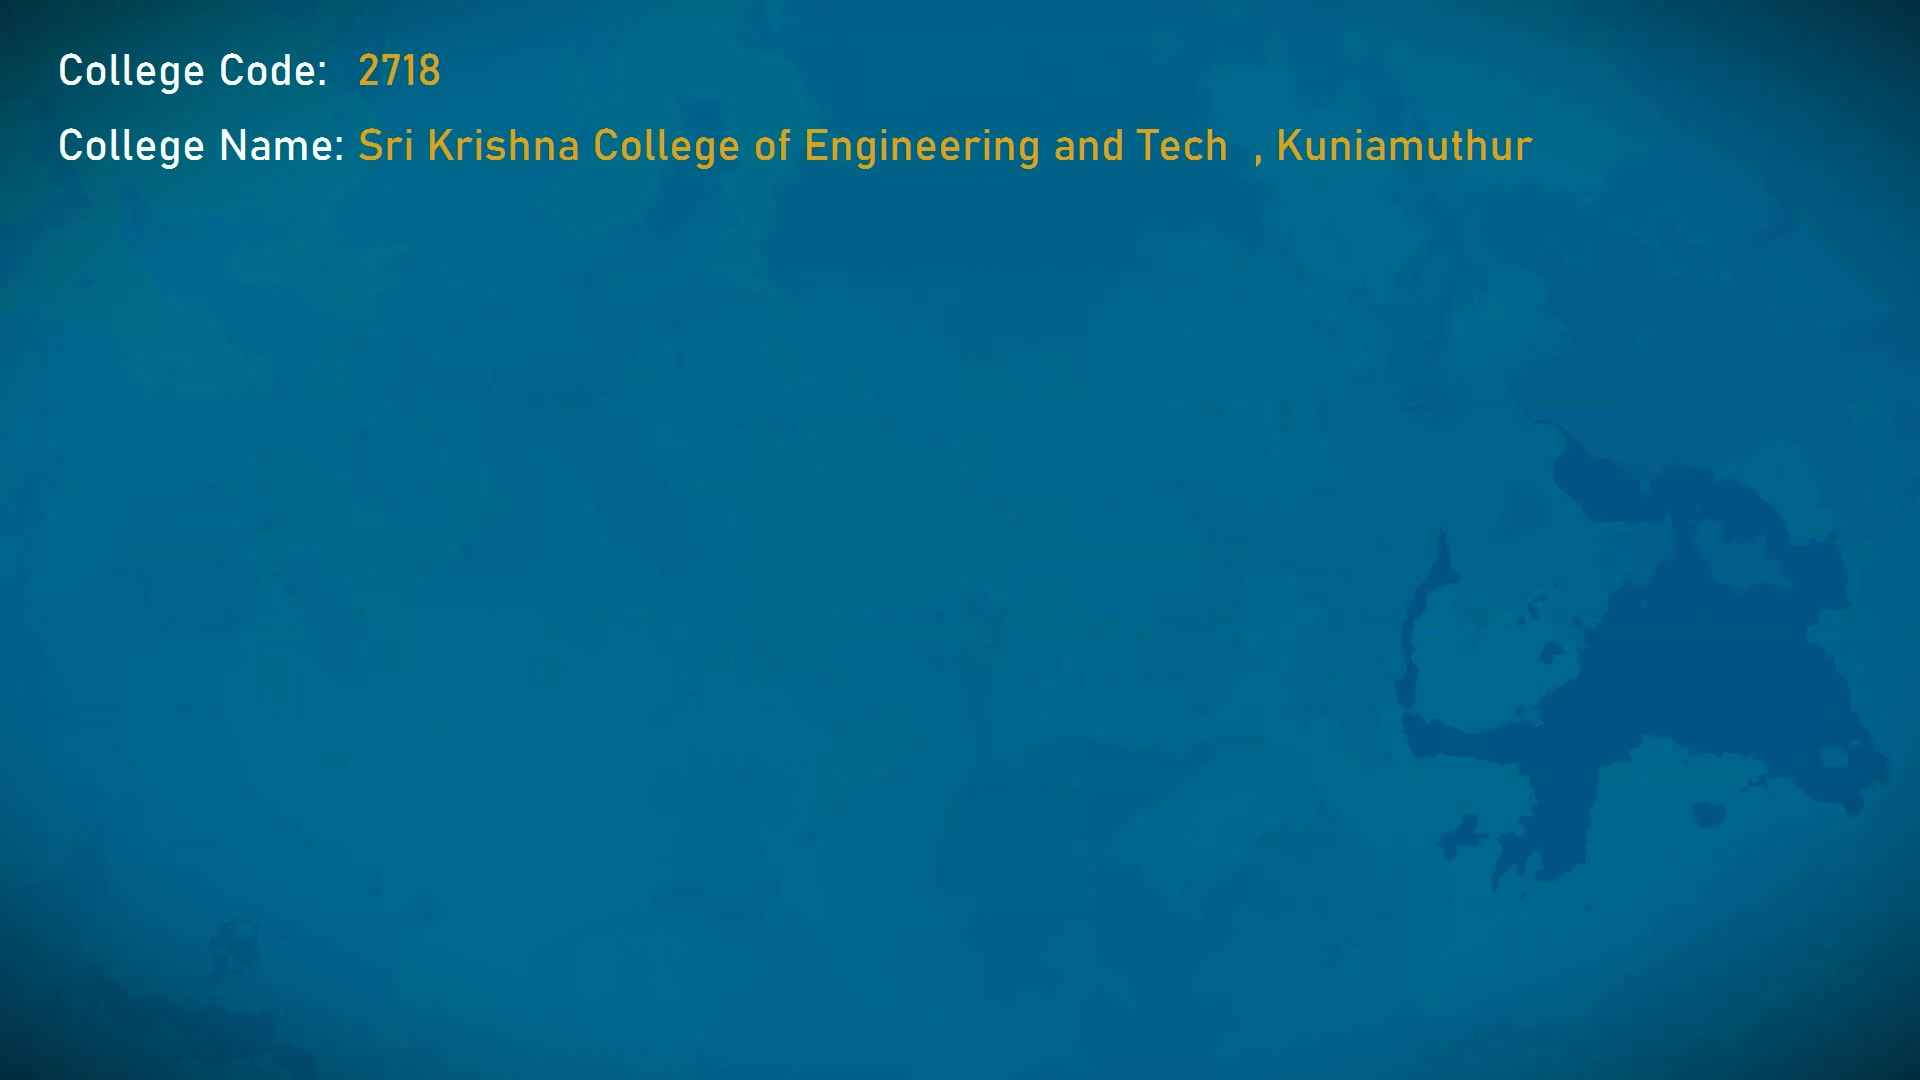 College Code: 2718
College Name: Sri Krishna College of Engineering and Tech , Kuniamuthur